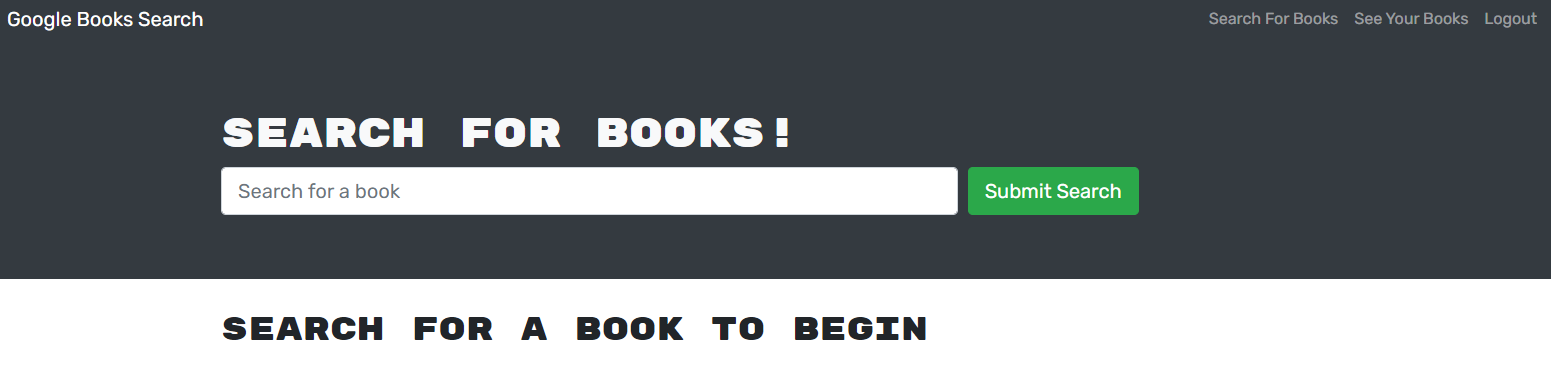 Google Books Search
Search For Books
See Your Books
Logout
SEARCH FOR BOOKS!
Search for a book
Submit Search
SEARCH FOR A BOOK TO BEGIN